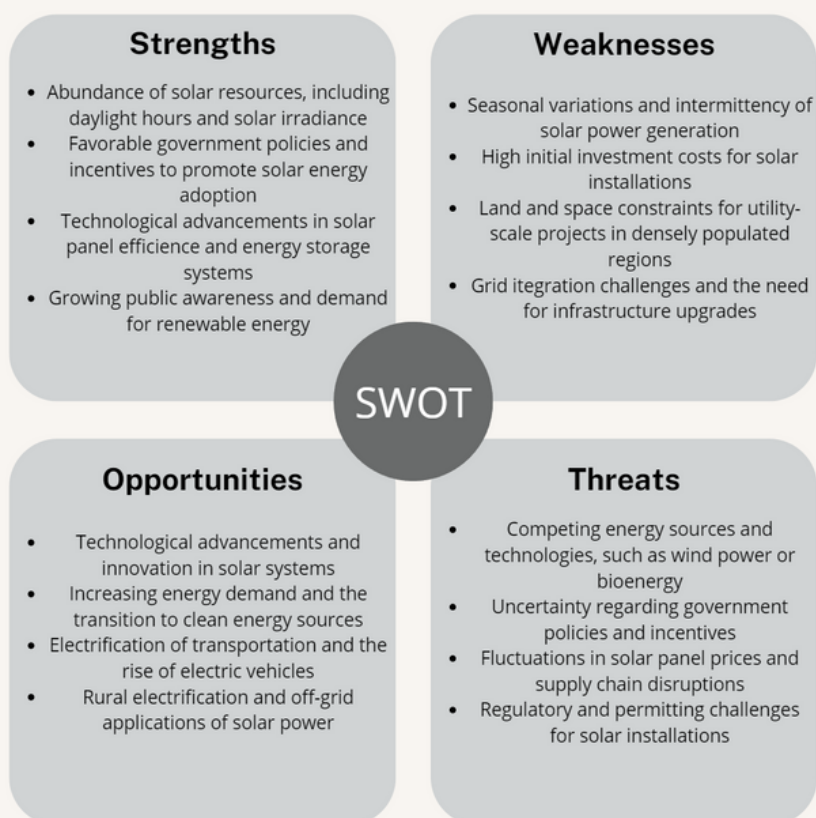 Strengths
• Abundance of solar resources, including
daylight hours and solar irradiance
• Favorable government policies and
incentives to promote solar energy
adoption
• Technological advancements in solar
panel efficience and energy storage
systems
• Growing public awareness and demand
for renewable energy
Weaknesses
• Seasonal variations and intermittency of
solar power generation
• High initial investment costs for solar
installations
• Land and space constraints for utility-
scale projects in densely populated
regions
• Grid itegration challenges and the need
for infrastructure upgrades
SWOT
Opportunities
• Technological advancements and
innovation in solar systems
• Increasing energy demand and the
transition to clean energy sources
• Electrification of transportation and the
rise of electric vehicles
• Rural electrification and off-grid
applications of solar power
Threats
• Competing energy sources and
technologies, such as wind power or
bioenergy
• Uncertainty regarding government
policies and incentives
• Fluctuations in solar panel prices and
supply chain disruptions
• Regulatory and permitting challenges
for solar installations